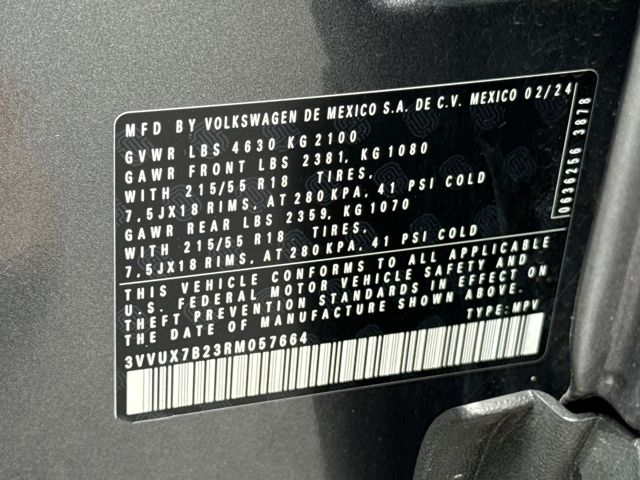 MFD BY VOLKSWAGEN DE MEXICO S.A. DE C.V. MEXICO 02/24
GVWR LBS 4630 KG 2100
GAWR FRONT LBS 2381, KG 1080
WITH 215/55 R18 TIRES,
7.5JX18 RIMS, AT 280 KPA, 41 PSI COLD
GAWR REAR LBS 2359, KG 1070
WITH 215/55 R18 TIRES,
7.5JX18 RIMS, AT 280 KPA, 41 PSI COLD
THIS VEHICLE CONFORMS TO ALL APPLICABLE
U.S. FEDERAL MOTOR VEHICLE SAFETY AND
THEFT PREVENTION STANDARDS IN EFFECT ON
THE DATE OF MANUFACTURE SHOWN ABOVE.
3VVUX7B23RM057664 TYPE: MPV
0636256 3878